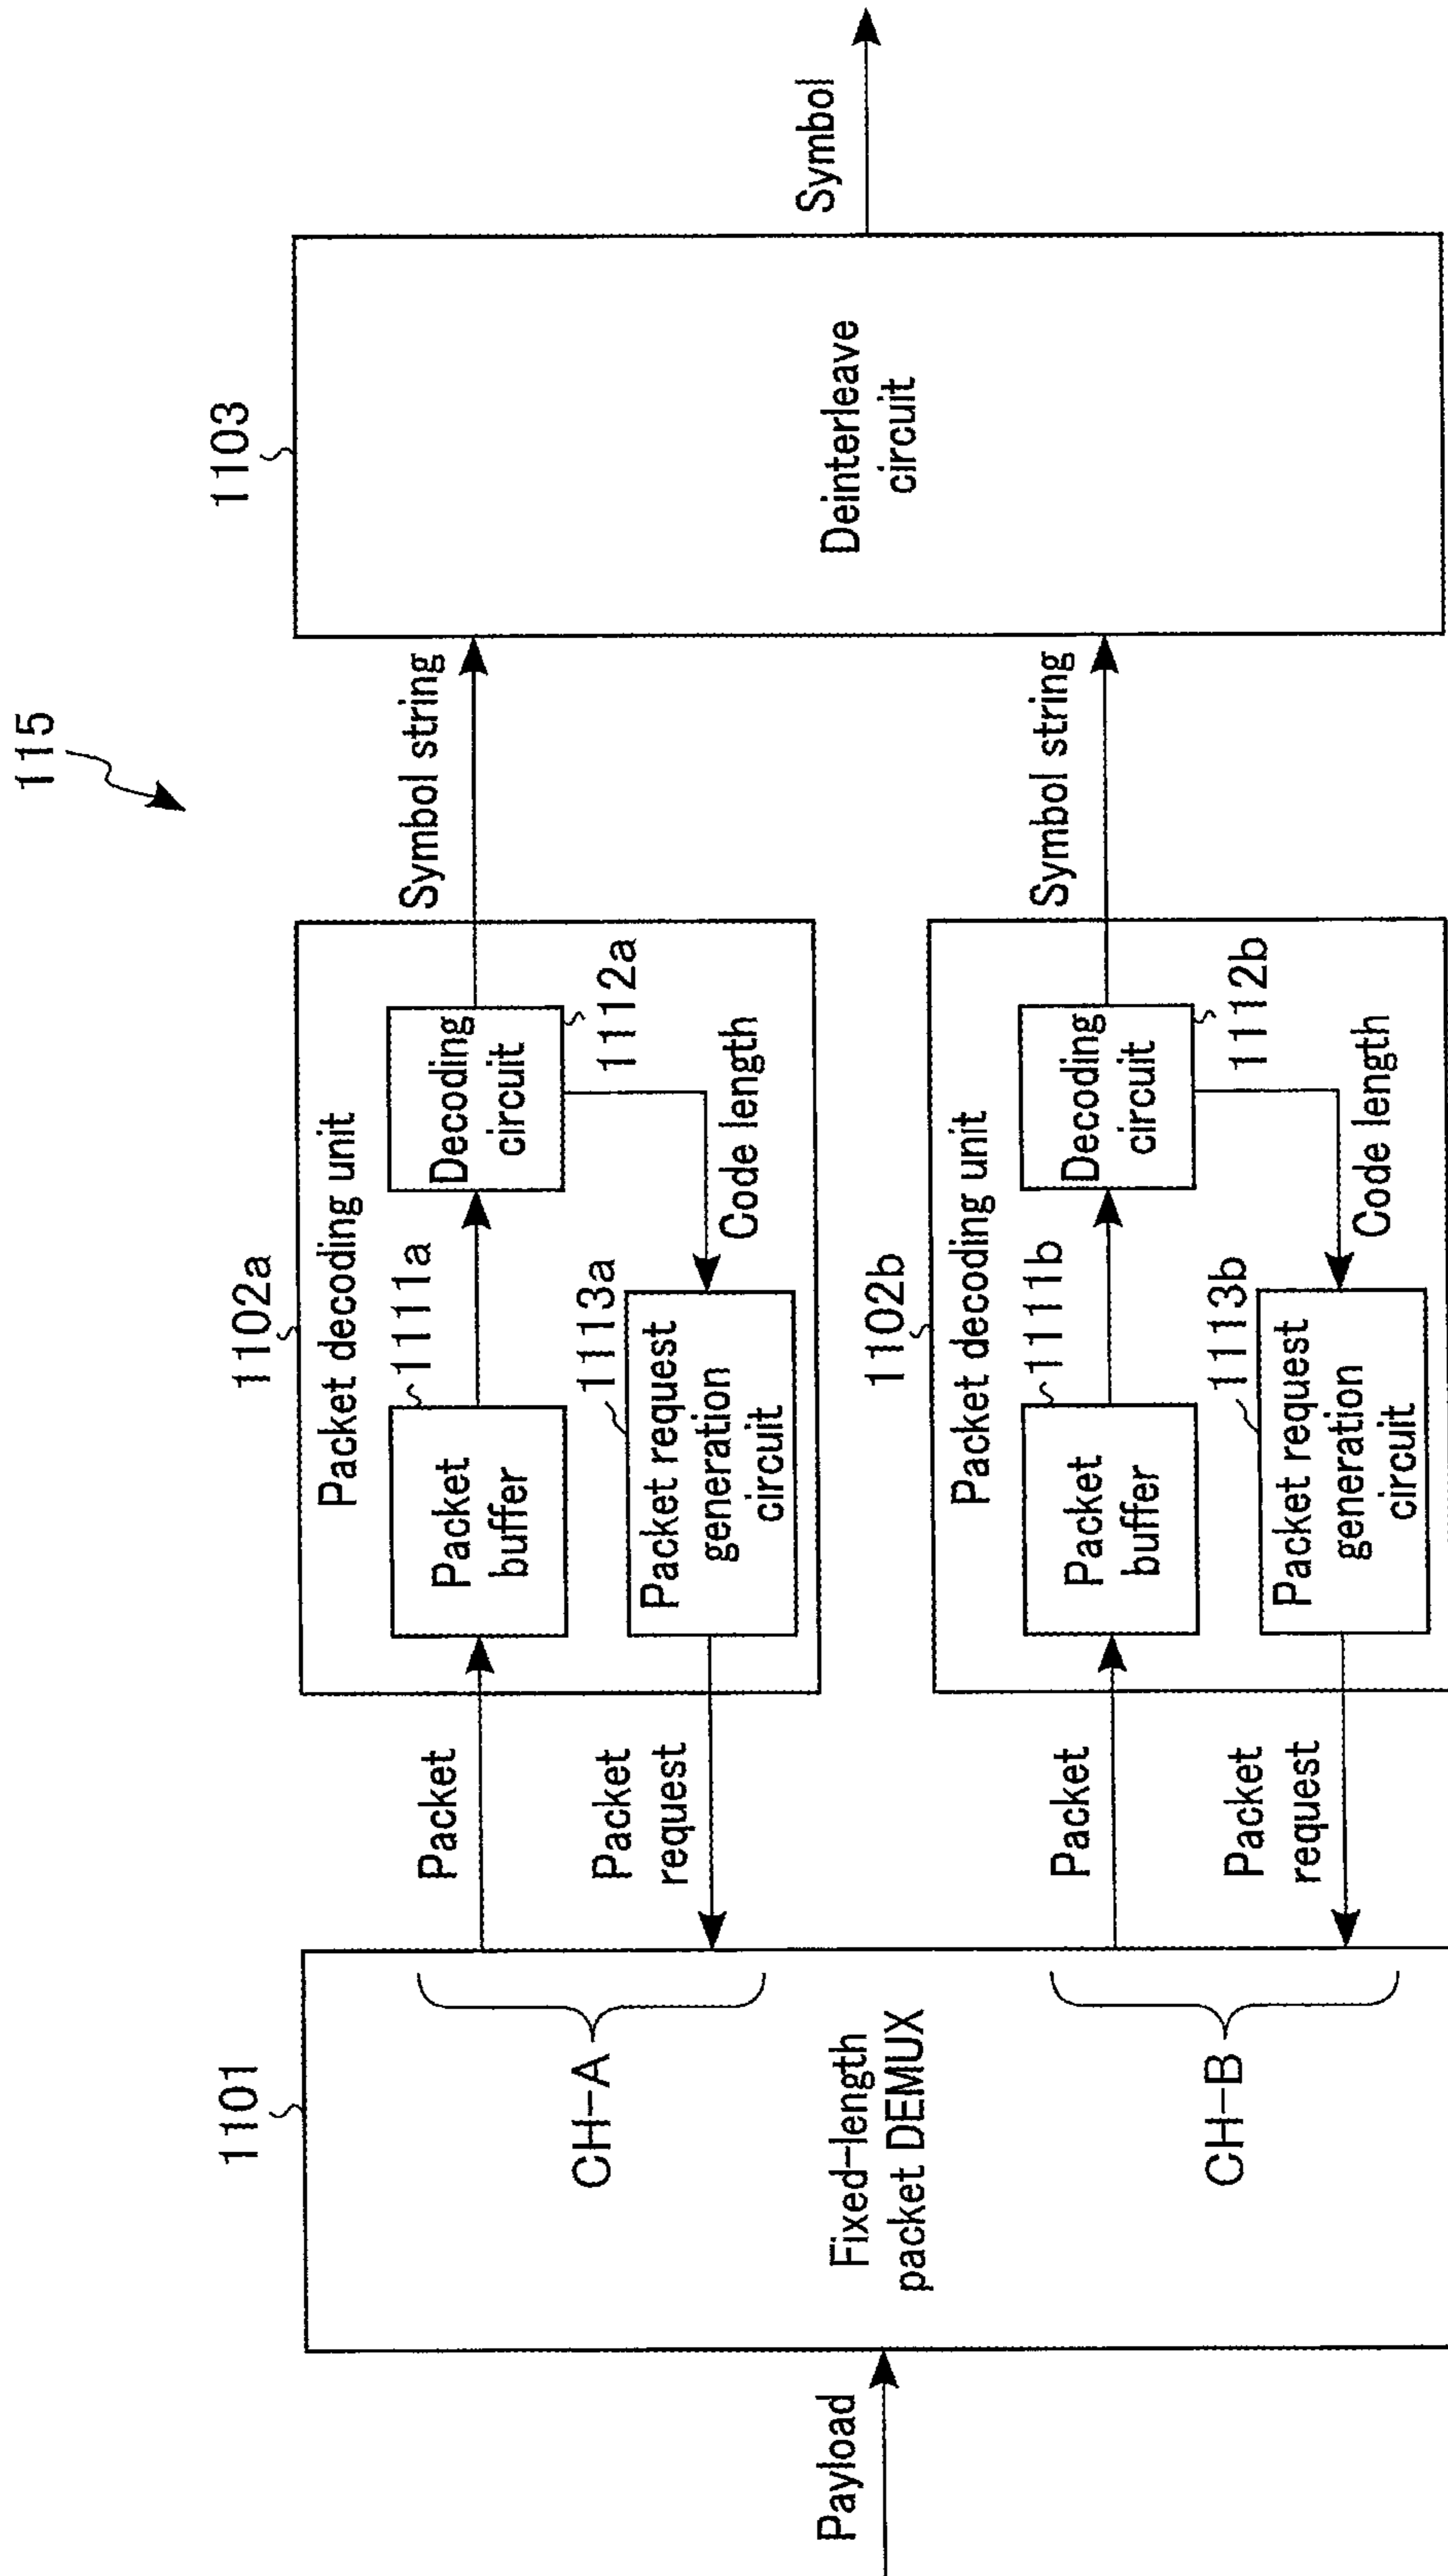 115
1101
Payload
Fixed-length
packet DEMUX
CH-A
CH-B
Packet
Packet
request
Packet
Packet
request
1102a
Packet decoding unit
1111a
Packet
buffer
Decoding
circuit
1112a
Code length
1113a
Packet request
generation
circuit
1102b
Packet decoding unit
1111b
Packet
buffer
Decoding
circuit
1112b
Code length
1113b
Packet request
generation
circuit
Symbol string
Symbol string
1103
Deinterleave
circuit
Symbol